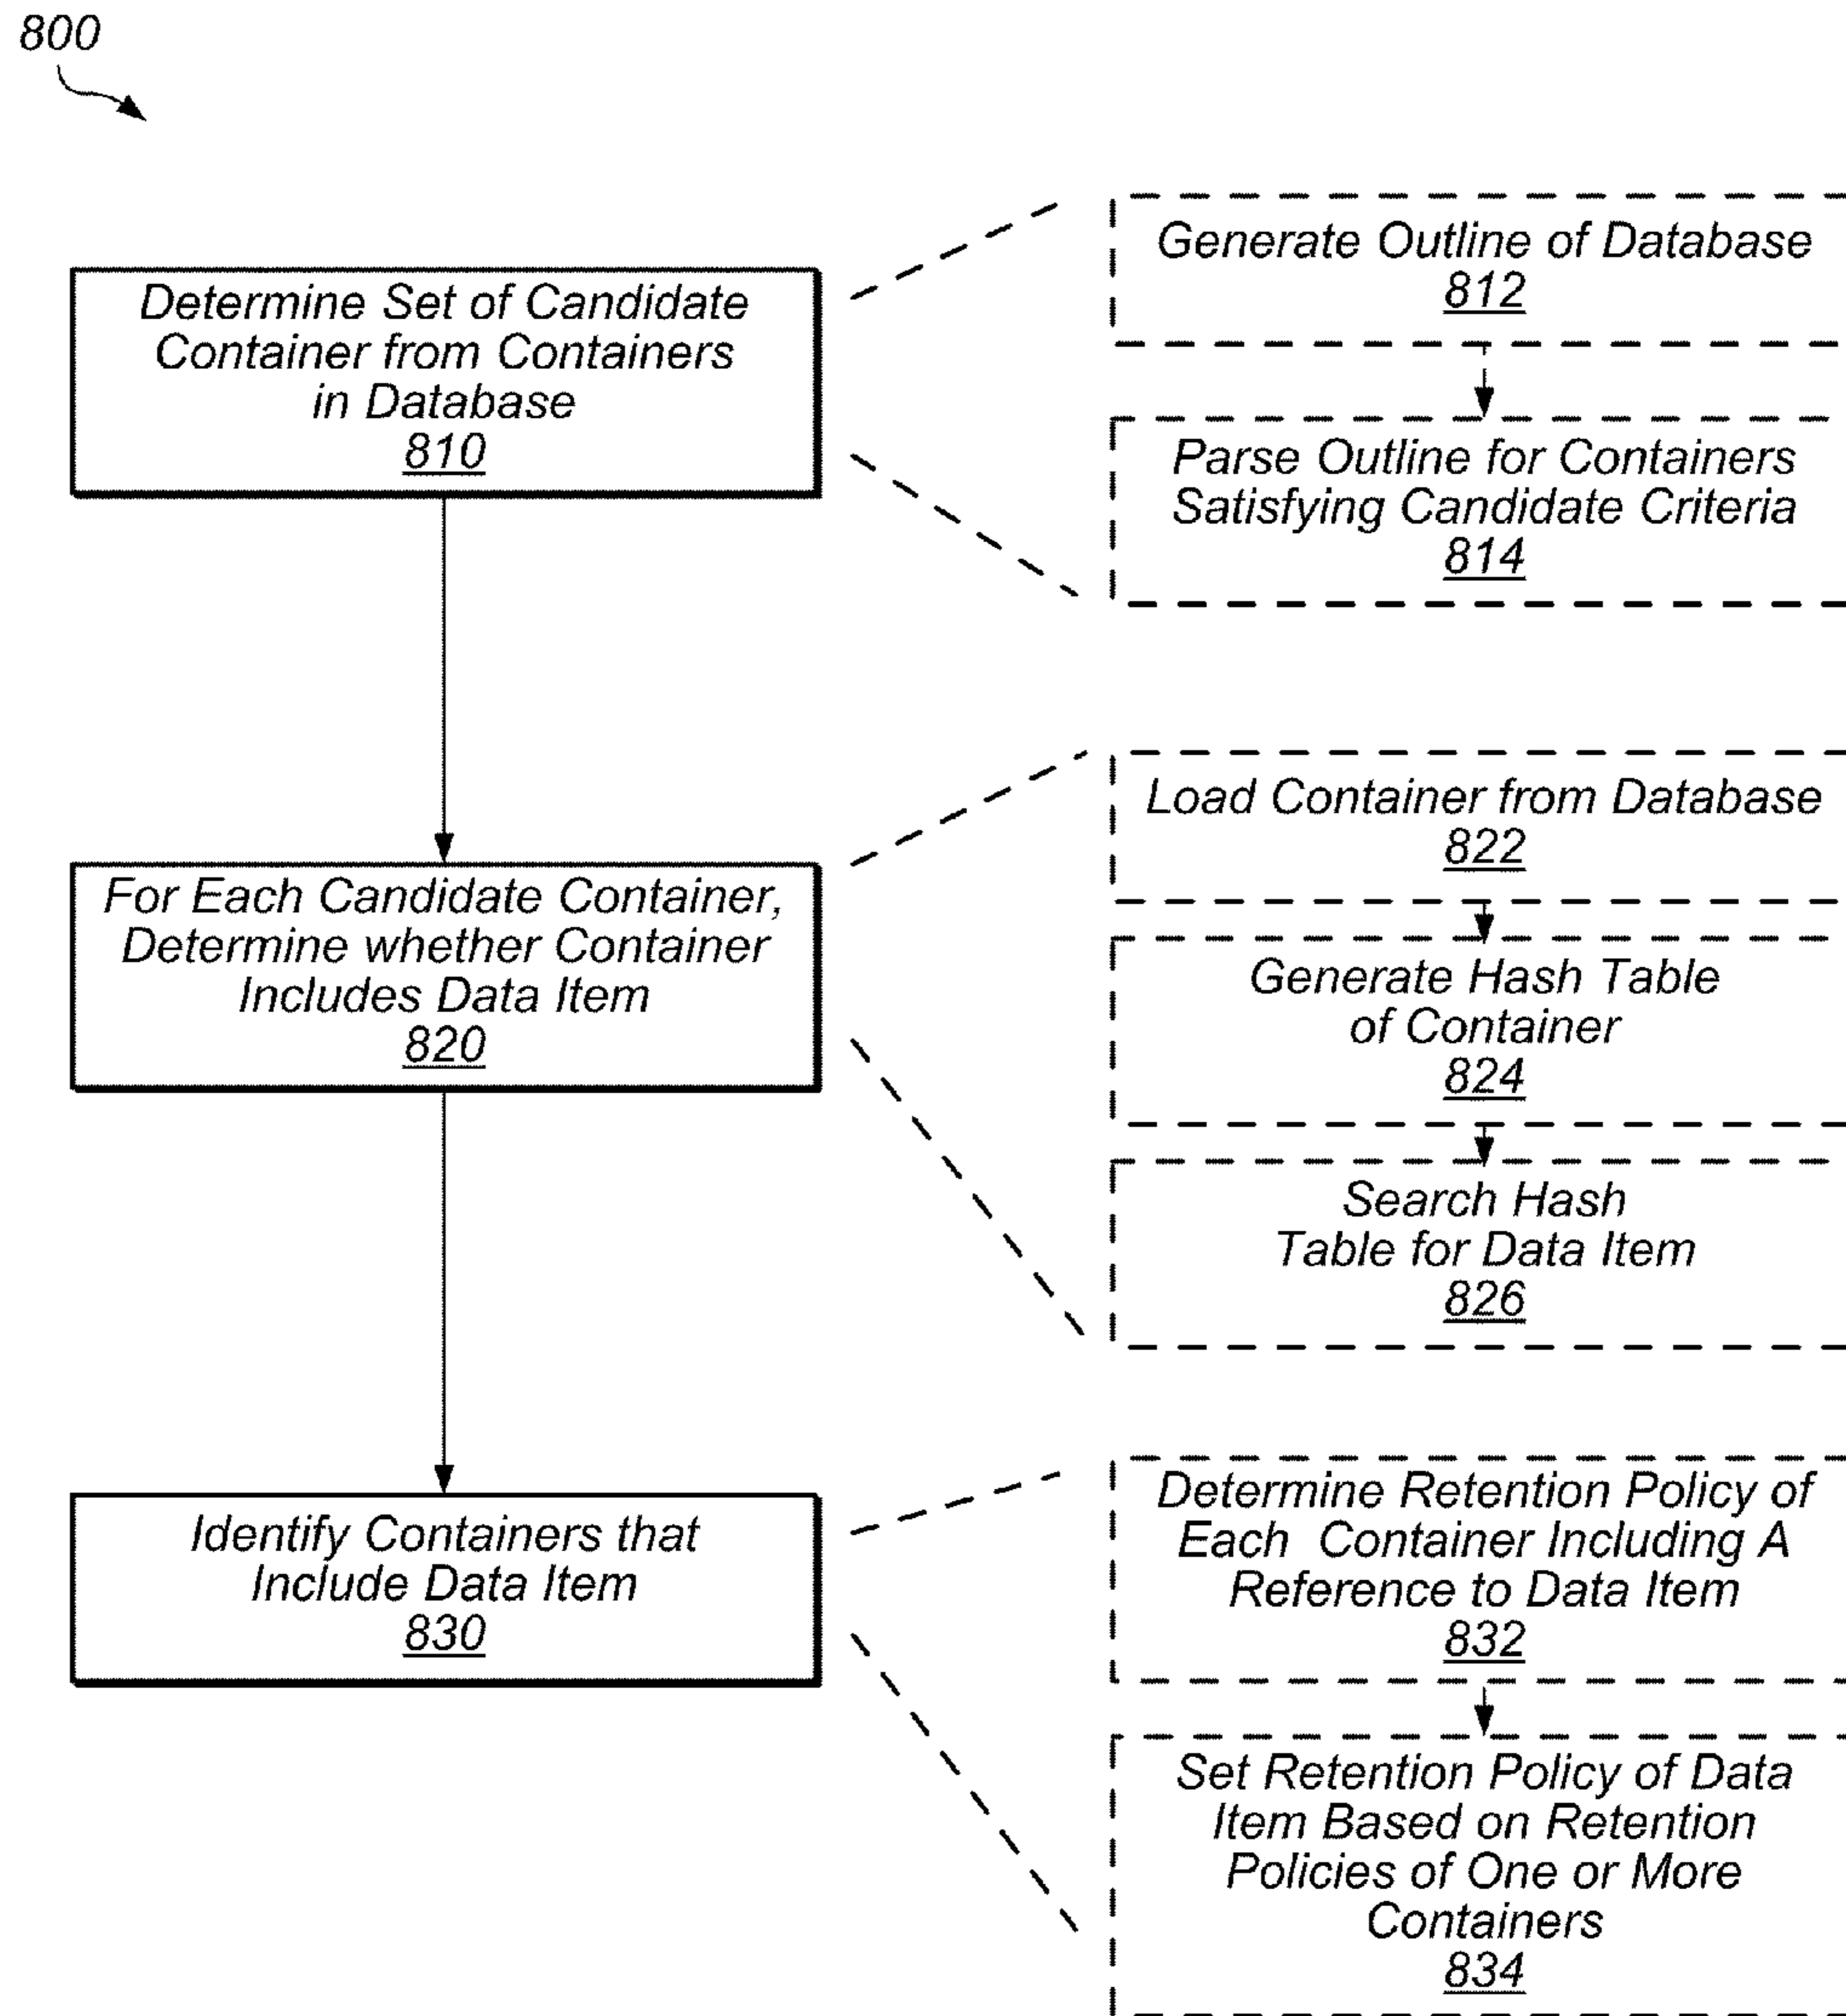 800
Determine Set of Candidate
Container from Containers
in Database
810
Generate Outline of Database
812
Parse Outline for Containers
Satisfying Candidate Criteria
814
For Each Candidate Container,
Determine whether Container
Includes Data Item
820
Load Container from Database
822
Generate Hash Table
of Container
824
Search Hash
Table for Data Item
826
Identify Containers that
Include Data Item
830
Determine Retention Policy of
Each Container Including A
Reference to Data Item
832
Set Retention Policy of Data
Item Based on Retention
Policies of One or More
Containers
834